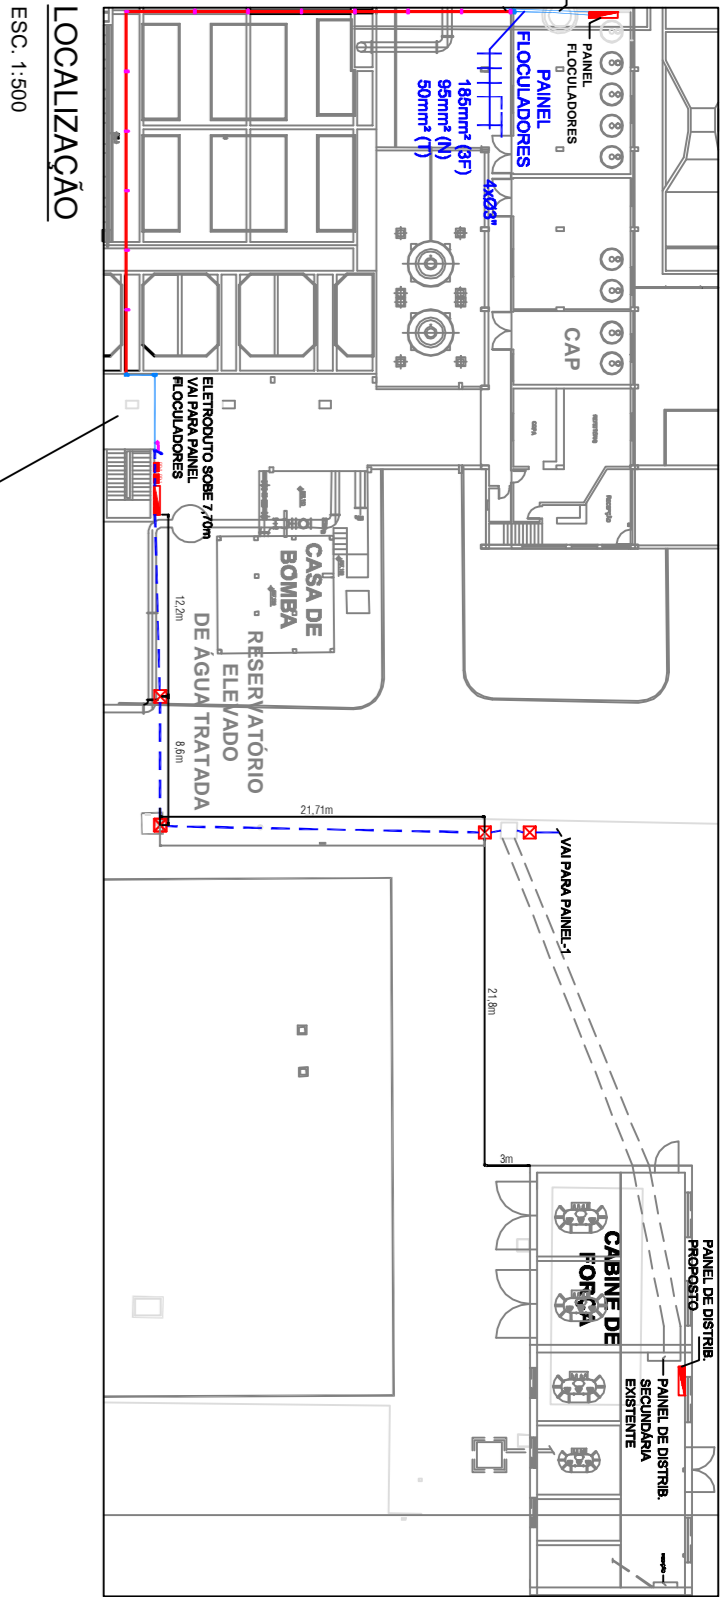 LOCALIZAÇÃO
ESC. 1:500
PAINEL
FLOCULADORES
PAINEL
FLOCULADORES
185mm² (3F)
95mm² (N)
50mm² (T)
4xØ3"
CAP
COPA
ELETRODUTO SOBE 7,70m
VAI PARA PAINEL
FLOCULADORES
CASA DE
BOMBA
RESERVATÓRIO
ELEVADO
DE ÁGUA TRATADA
12,2m
8,6m
21,71m
VAI PARA PAINEL-1
21,8m
3m
CABINE DE
FORÇA
PAINEL DE DISTRIB.
PROPOSTO
PAINEL DE DISTRIB.
SECUNDÁRIA
EXISTENTE